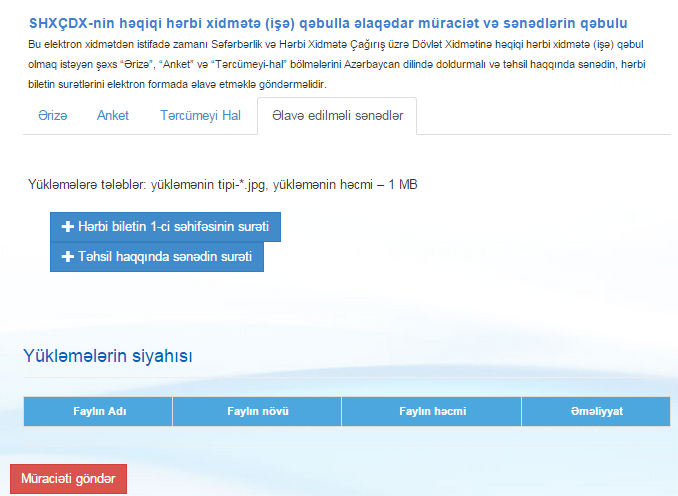 SHXÇDX-nin həqiqi hərbi xidmətə (işə) qəbulla əlaqədar müraciət və sənədlərin qəbulu
Bu elektron xidmətdən istifadə zamanı Səfərbərlik və Hərbi Xidmətə Çağırış üzrə Dövlət Xidmətinə həqiqi hərbi xidmətə (işə) qəbul
olmaq istəyən şəxs “Ərizə”, “Anket” və “Tərcümeyi-hal” bölmələrini Azərbaycan dilində doldurmalı və təhsil haqqında sənədin, hərbi
biletin surətlərini elektron formada əlavə etməklə göndərməlidir.
Ərizə Anket Tərcümeyi Hal Əlavə edilməli sənədlər
Yükləmələrə tələblər: yükləmənin tipi-*.jpg, yükləmənin həcmi – 1 MB
+ Hərbi biletin 1-ci səhifəsinin surəti
+ Təhsil haqqında sənədin surəti
Yükləmələrin siyahısı
Faylın Adı Faylın növü Faylın həcmi Əməliyyat
Müraciəti göndər